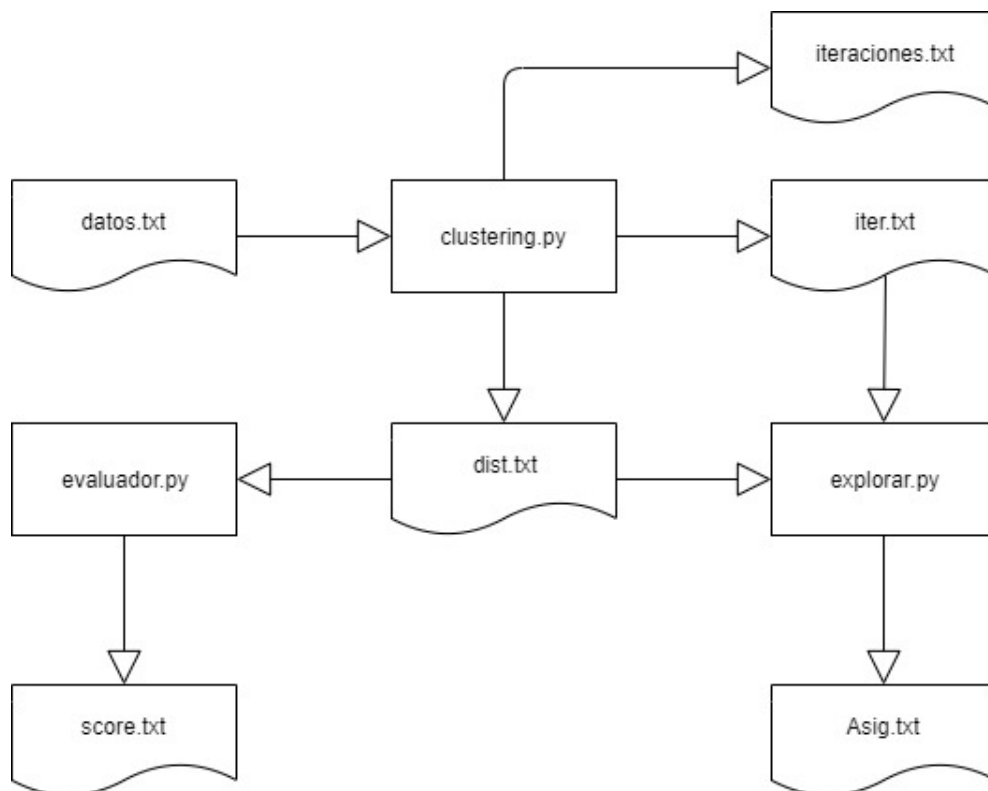 iteraciones.txt
datos.txt
clustering.py
iter.txt
evaluador.py
dist.txt
explorar.py
score.txt
Asig.txt